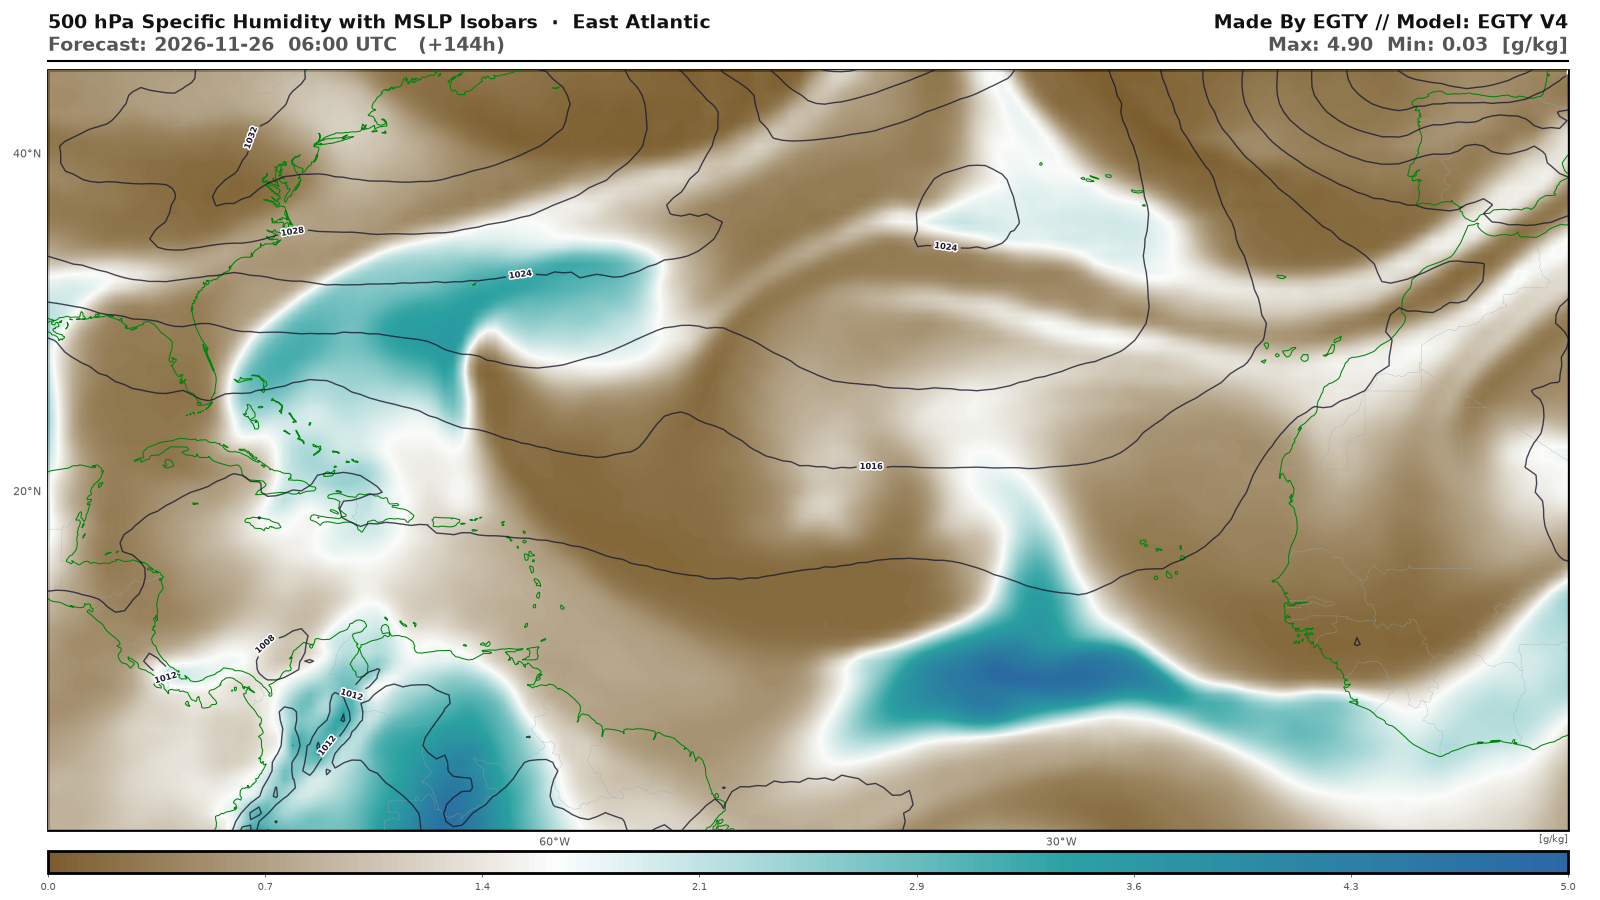 500 hPa Specific Humidity with MSLP Isobars · East Atlantic
Made By EGTY // Model: EGTY V4
Forecast: 2026-11-26 06:00 UTC (+144h)
Max: 4.90 Min: 0.03 [g/kg]
1032
40°N
1028
1024
1024
1016
20°N
1008
1012
1012
1012
60°W
30°W
[g/kg]
0.0
0.7
1.4
2.1
2.9
3.6
4.3
5.0